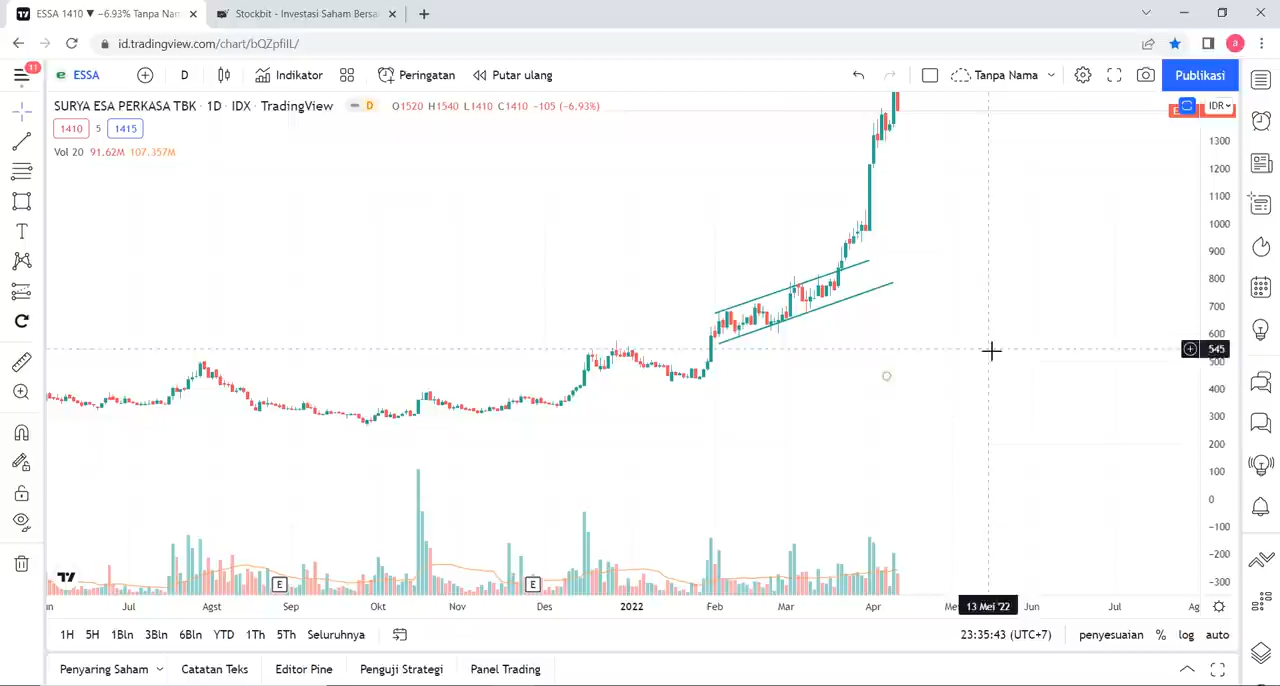 ESSA 1410 ▼ −6.93% Tanpa Nam
Stockbit - Investasi Saham Bersa
id.tradingview.com/chart/bQZpfiIL/
a
11
ESSA
D
Indikator
Peringatan
Putar ulang
Tanpa Nama
Publikasi
SURYA ESA PERKASA TBK · 1D · IDX · TradingView
D
O1520 H1540 L1410 C1410 −105 (−6.93%)
IDR
1410 5 1415
Vol 20 91.62M 107.357M
1300
1200
1100
1000
900
800
700
600
545
500
400
300
200
100
0
−100
−200
−300
E
E
Jul
Agst
Sep
Okt
Nov
Des
2022
Feb
Mar
Apr
13 Mei '22
Jun
Jul
Ag
1H 5H 1Bln 3Bln 6Bln YTD 1Th 5Th Seluruhnya
23:35:43 (UTC+7)
penyesuaian % log auto
Penyaring Saham
Catatan Teks
Editor Pine
Penguji Strategi
Panel Trading